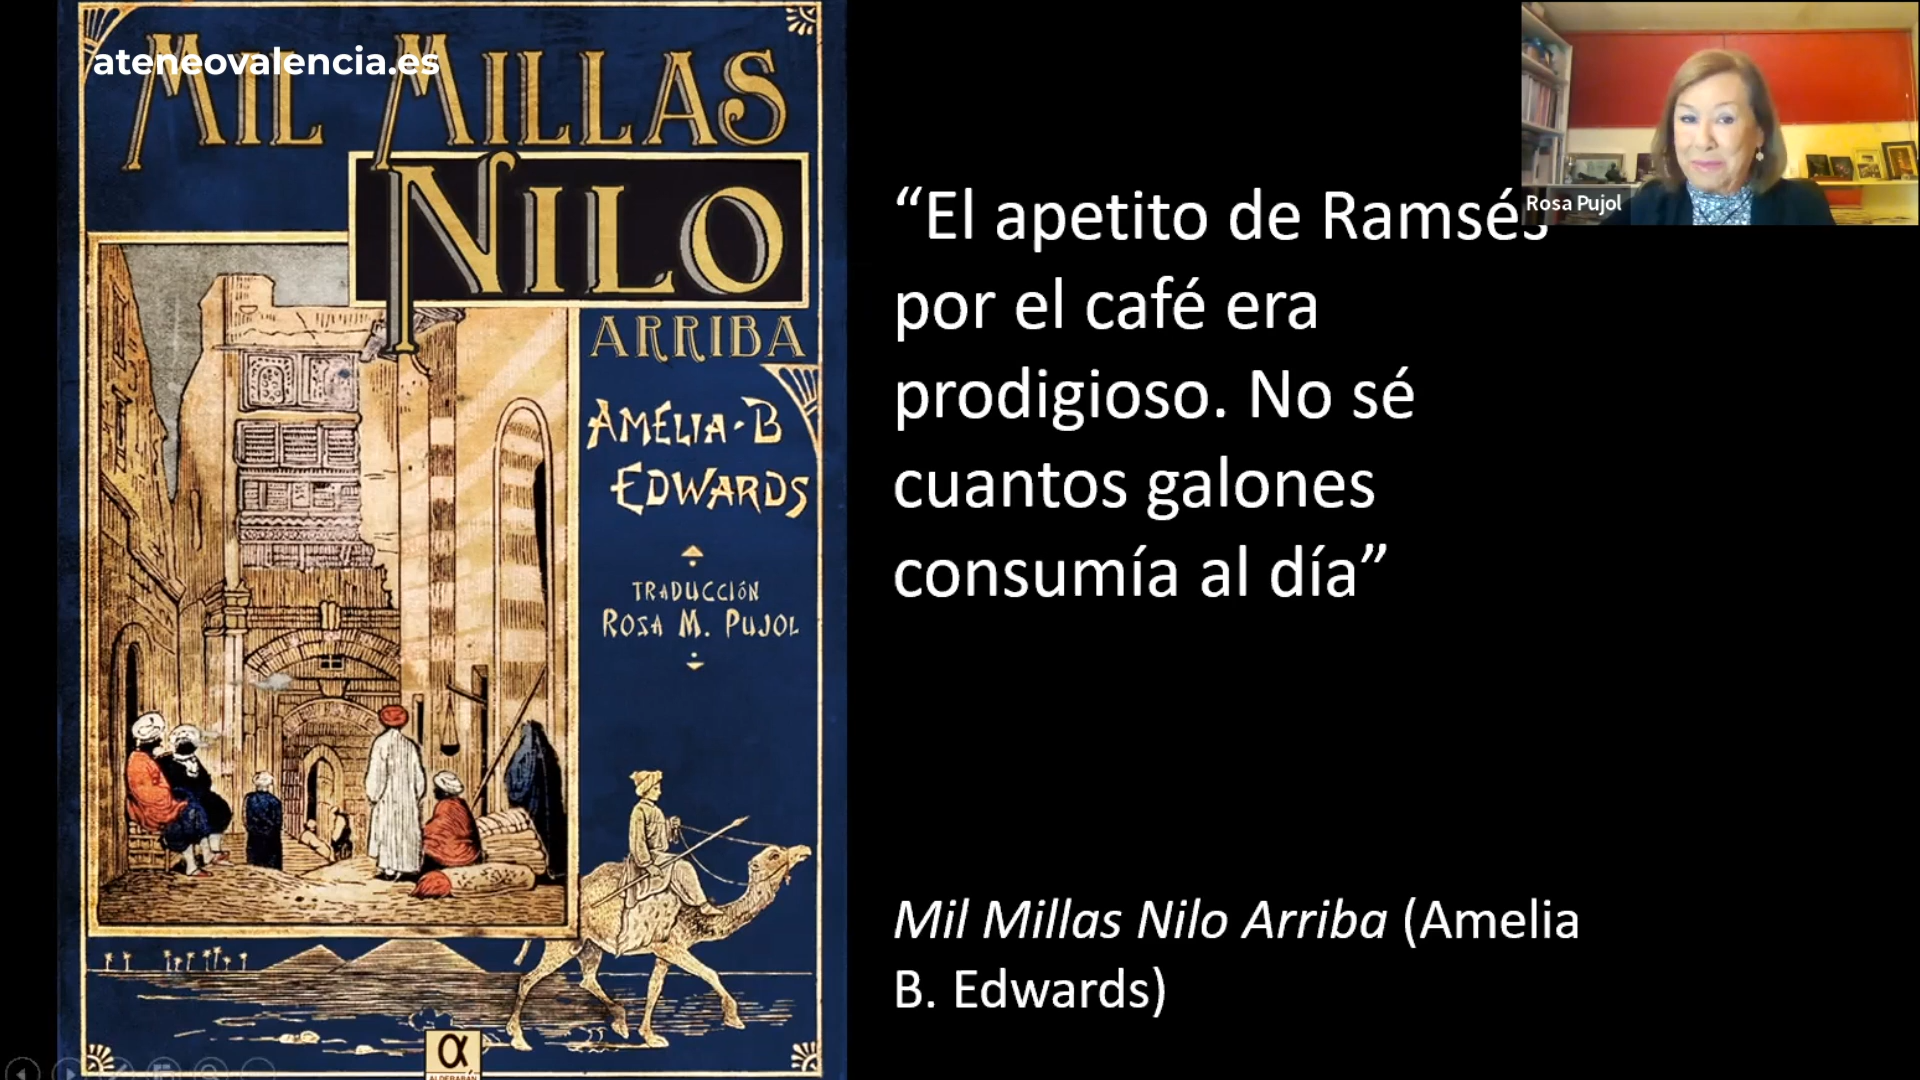 ateneovalencia.es
MIL MILLAS
NILO
ARRIBA
AMELIA·B
EDWARDS
TRADUCCIÓN
ROSA M. PUJOL
α
ALDERABÁN
“El apetito de Ramsés
por el café era
prodigioso. No sé
cuantos galones
consumía al día”
Mil Millas Nilo Arriba (Amelia
B. Edwards)
Rosa Pujol